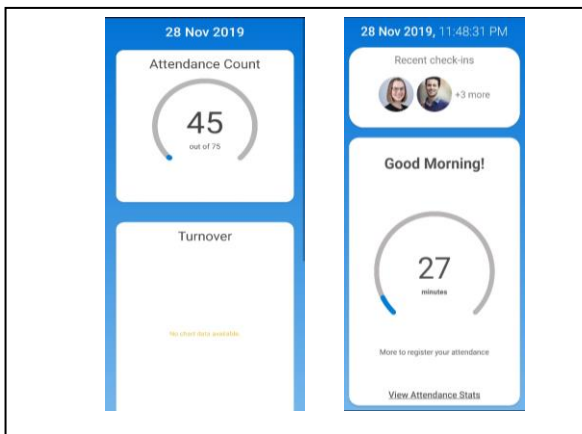 28 Nov 2019
Attendance Count
45
out of 75
Turnover
No chart data available.
28 Nov 2019, 11:48:31 PM
Recent check-ins
+3 more
Good Morning!
27
minutes
More to register your attendance
View Attendance Stats